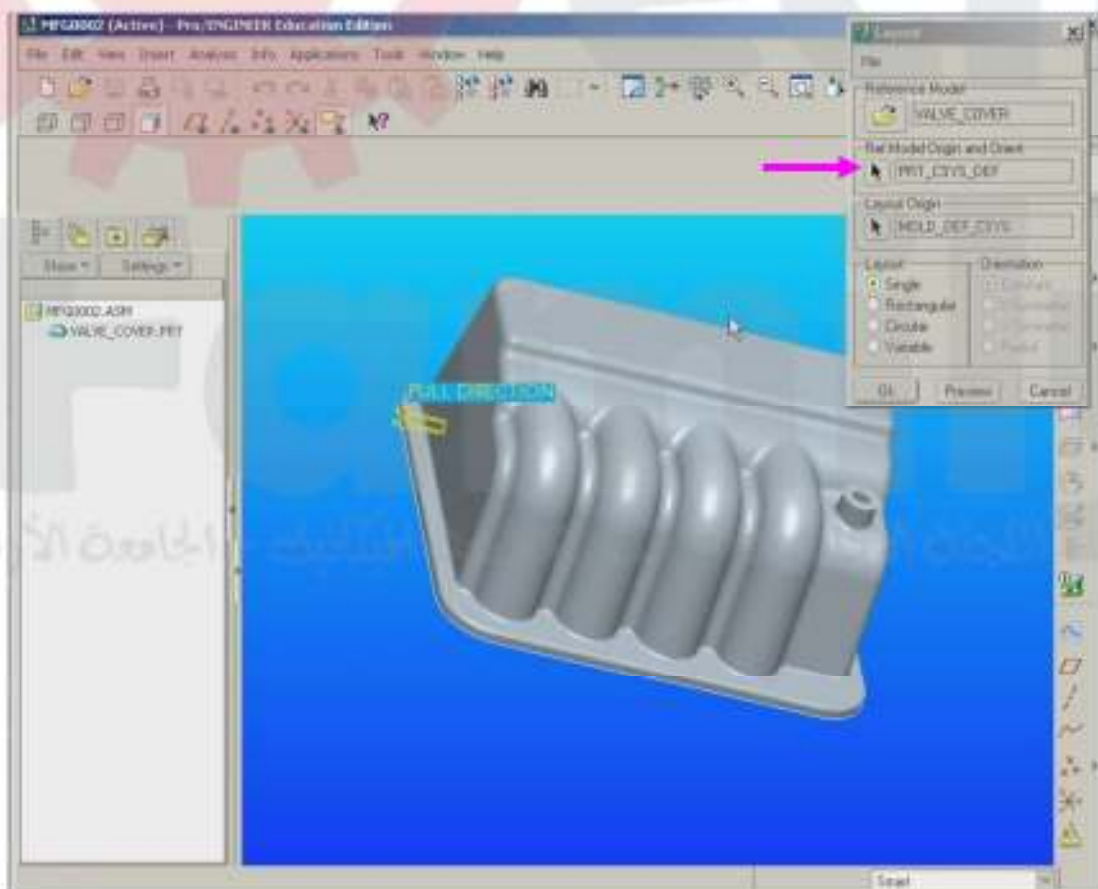 MFG0002 (Active) - Pro/ENGINEER Education Edition
File Edit View Insert Analysis Info Applications Tools Window Help
Show
Settings
MFG0002.ASM
VALVE_COVER.PRT
PULL DIRECTION
Layout
File
Reference Model
VALVE_COVER
Ref Model Origin and Orient
PRT_CSYS_DEF
Layout Origin
MOLD_DEF_CSYS
Layout
Single
Rectangular
Circular
Variable
Orientation
Constant
Ok
Preview
Cancel
Smart